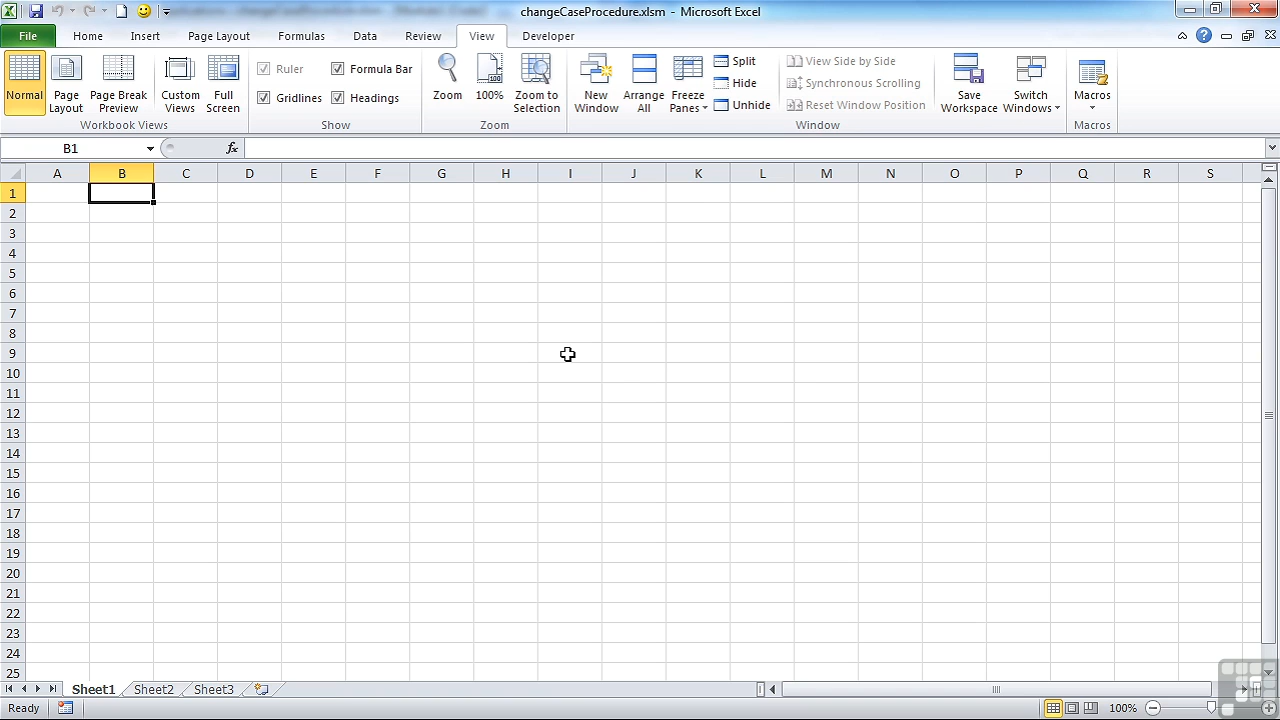 changeCaseProcedure.xlsm - Microsoft Excel
File Home Insert Page Layout Formulas Data Review View Developer
Normal Page Layout Page Break Preview Custom Views Full Screen
Workbook Views
Ruler Formula Bar
Gridlines Headings
Show
Zoom 100% Zoom to Selection
100
Zoom
New Window Arrange All Freeze Panes
Split
Hide
Unhide
View Side by Side
Synchronous Scrolling
Reset Window Position
Save Workspace Switch Windows
Window
Macros
Macros
B1 fx
A B C D E F G H I J K L M N O P Q R S
1
2
3
4
5
6
7
8
9
10
11
12
13
14
15
16
17
18
19
20
21
22
23
24
25
Sheet1 Sheet2 Sheet3
Ready 100%